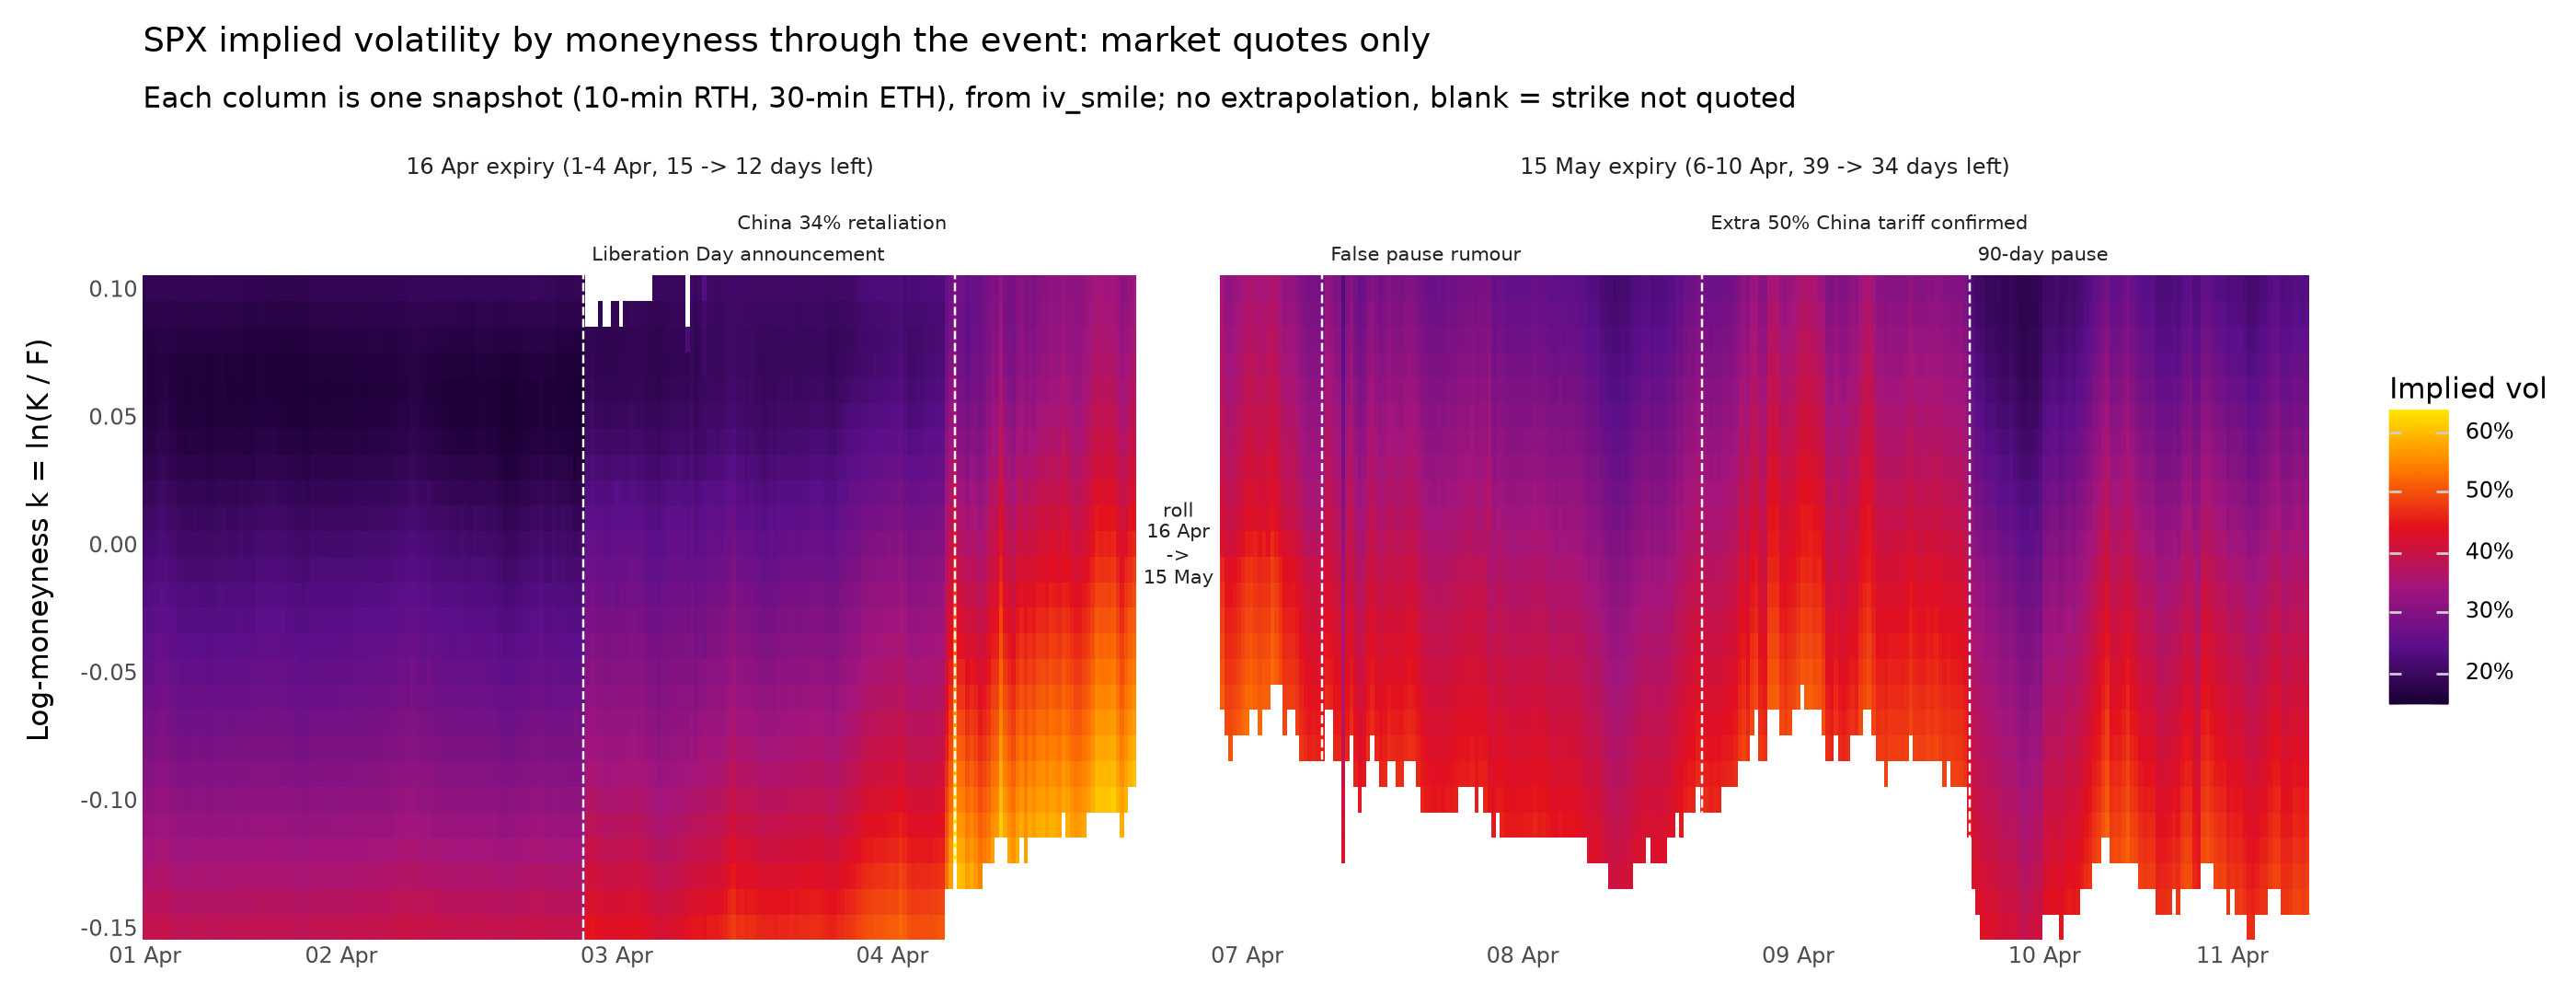 SPX implied volatility by moneyness through the event: market quotes only
Each column is one snapshot (10-min RTH, 30-min ETH), from iv_smile; no extrapolation, blank = strike not quoted
16 Apr expiry (1-4 Apr, 15 -> 12 days left)
15 May expiry (6-10 Apr, 39 -> 34 days left)
China 34% retaliation
Extra 50% China tariff confirmed
Liberation Day announcement
False pause rumour
90-day pause
Log-moneyness k = ln(K / F)
0.10
0.05
0.00
-0.05
-0.10
-0.15
roll
16 Apr
->
15 May
01 Apr
02 Apr
03 Apr
04 Apr
07 Apr
08 Apr
09 Apr
10 Apr
11 Apr
Implied vol
60%
50%
40%
30%
20%